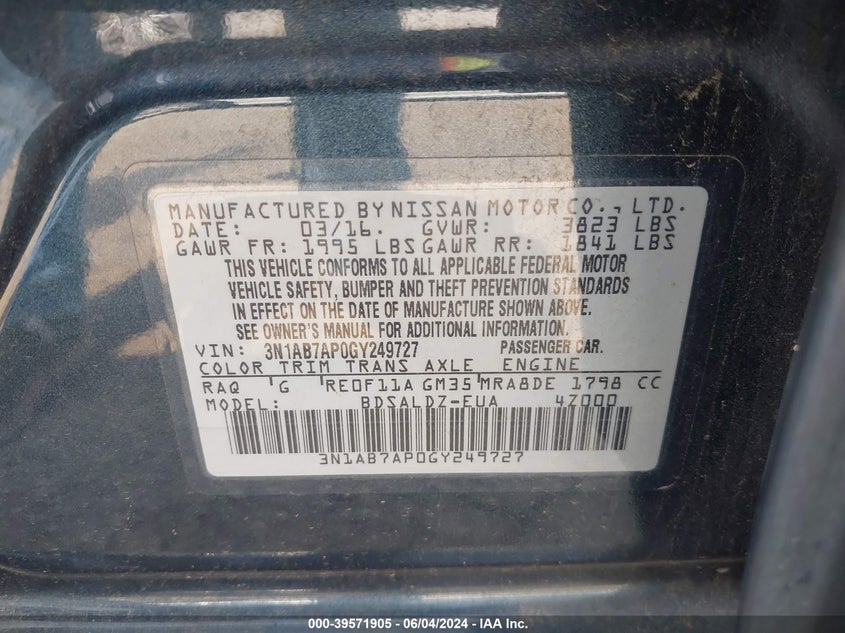 MANUFACTURED BY NISSAN MOTOR CO., LTD.
DATE: 03/16. GVWR: 3823 LBS
GAWR FR: 1995 LBS GAWR RR: 1841 LBS
THIS VEHICLE CONFORMS TO ALL APPLICABLE FEDERAL MOTOR
VEHICLE SAFETY, BUMPER AND THEFT PREVENTION STANDARDS
IN EFFECT ON THE DATE OF MANUFACTURE SHOWN ABOVE.
SEE OWNER'S MANUAL FOR ADDITIONAL INFORMATION.
VIN: 3N1AB7AP0GY249727 PASSENGER CAR.
COLOR TRIM TRANS AXLE ENGINE
RAQ 'G 'RE0F11A GM35'MRA8DE 1798 CC
MODEL: BDSALDZ-EUA 4Z000
3N1AB7AP0GY249727
000-39571905 - 06/04/2024 - IAA Inc.